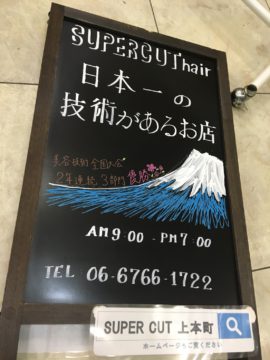 SUPERCUT hair
日本一の
技術があるお店
美容技術 全国大会
2年連続 3部門 優勝
AM 9:00 - PM 7:00
TEL: 06-6766-1722
SUPER CUT 上本町
ホームページもご覧ください